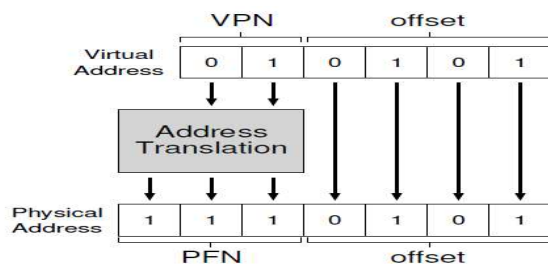 VPN offset
Virtual Address 0 1 0 1 0 1
Address
Translation
Physical Address 1 1 1 0 1 0 1
PFN offset